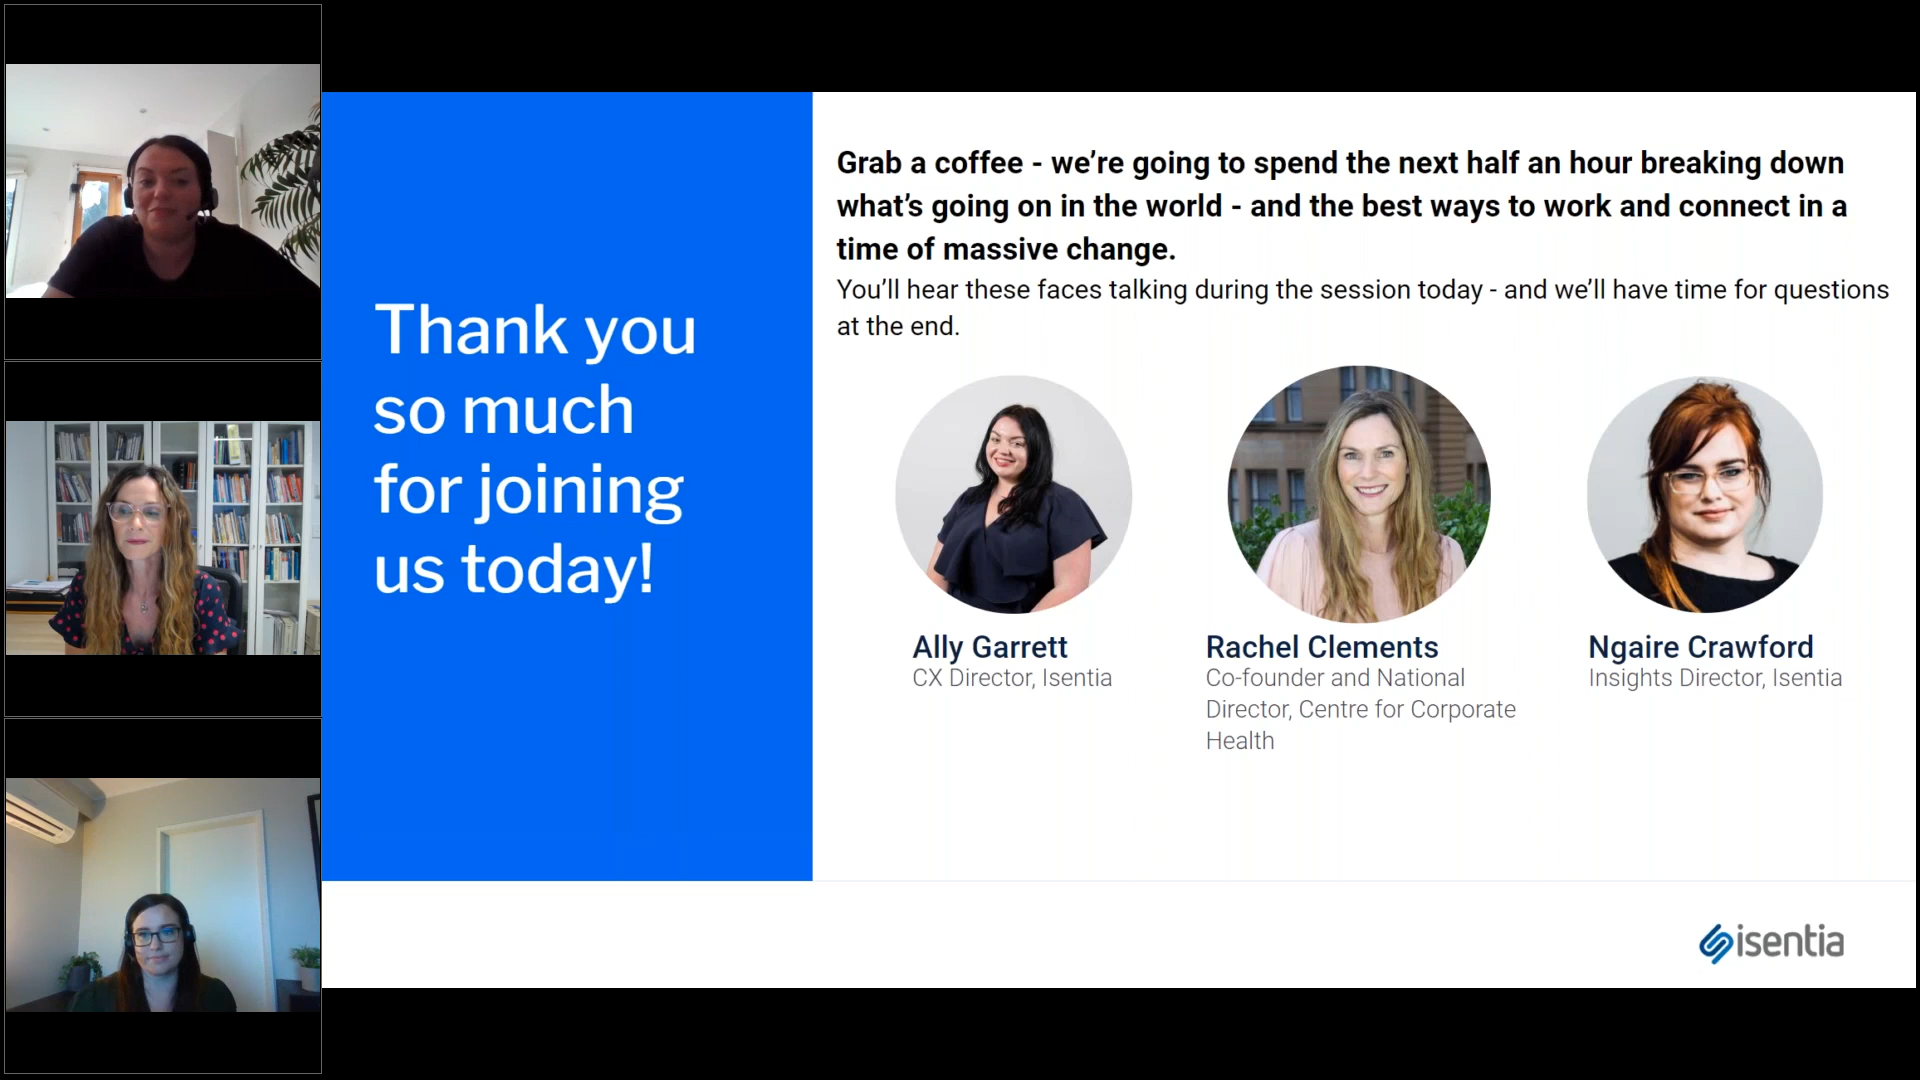 Thank you
so much
for joining
us today!
Grab a coffee - we’re going to spend the next half an hour breaking down
what’s going on in the world - and the best ways to work and connect in a
time of massive change.
You’ll hear these faces talking during the session today - and we’ll have time for questions
at the end.
Ally Garrett
CX Director, Isentia
Rachel Clements
Co-founder and National
Director, Centre for Corporate
Health
Ngaire Crawford
Insights Director, Isentia
isentia